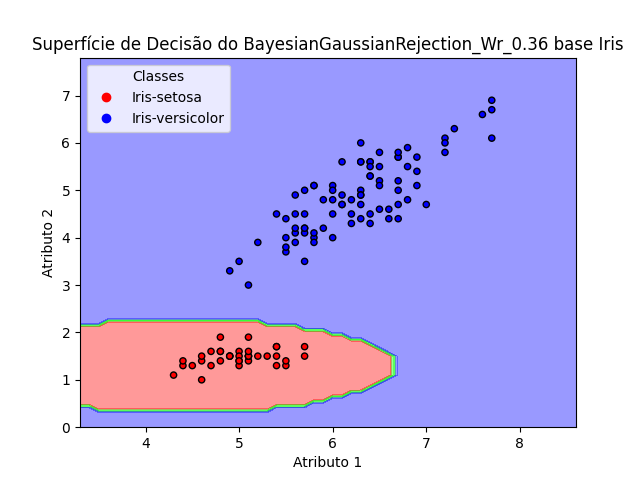 Superfície de Decisão do BayesianGaussianRejection_Wr_0.36 base Iris
Classes
Iris-setosa
Iris-versicolor
7
6
5
4
3
2
1
0
Atributo 2
4 5 6 7 8
Atributo 1